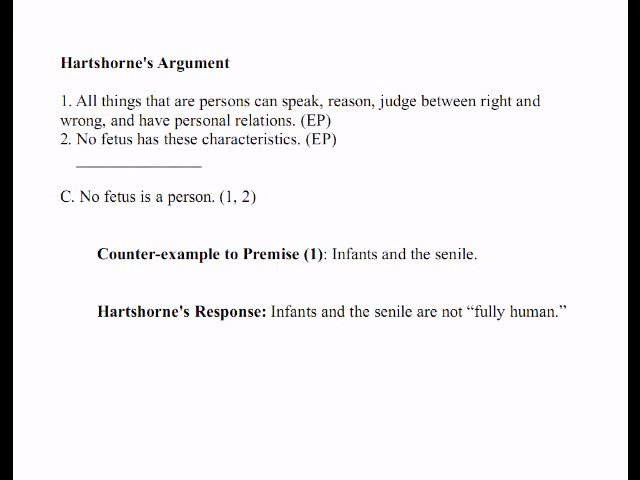 Hartshorne's Argument
1. All things that are persons can speak, reason, judge between right and
wrong, and have personal relations. (EP)
2. No fetus has these characteristics. (EP)
C. No fetus is a person. (1, 2)
Counter-example to Premise (1): Infants and the senile.
Hartshorne's Response: Infants and the senile are not “fully human.”